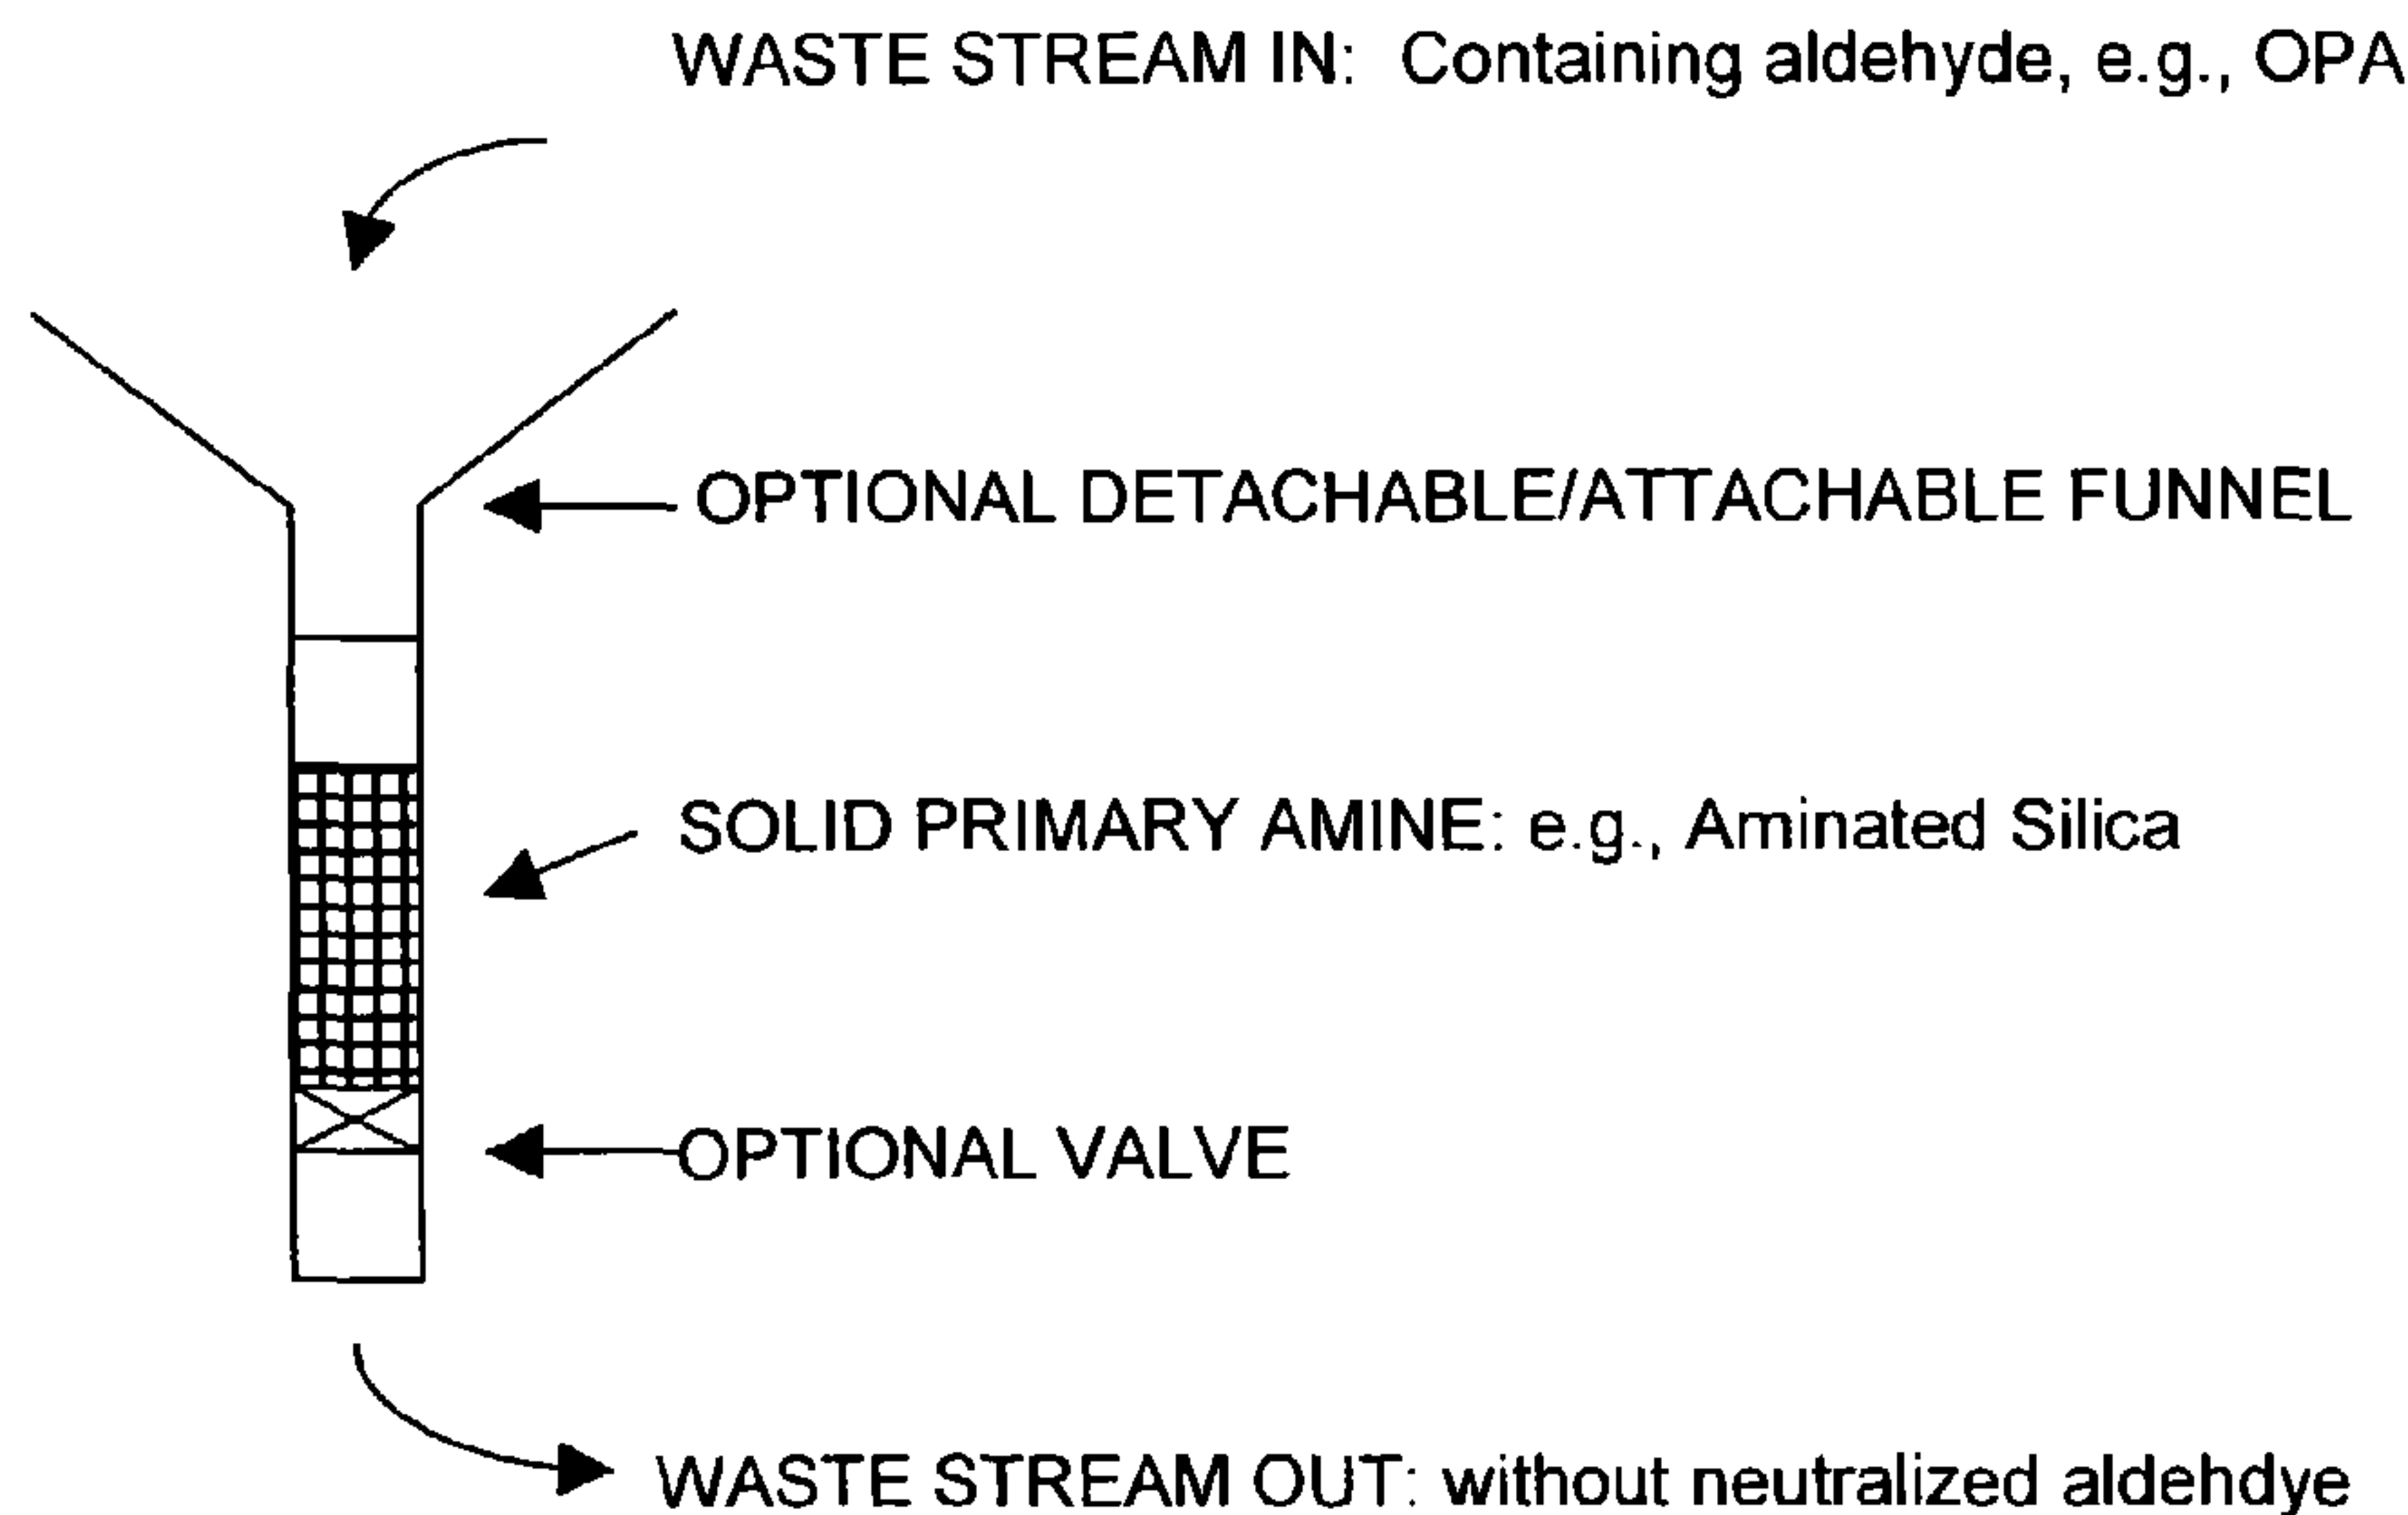 WASTE STREAM IN: Containing aldehyde, e.g., OPA
OPTIONAL DETACHABLE/ATTACHABLE FUNNEL
SOLID PRIMARY AMINE: e.g., Aminated Silica
OPTIONAL VALVE
WASTE STREAM OUT: without neutralized aldehdye